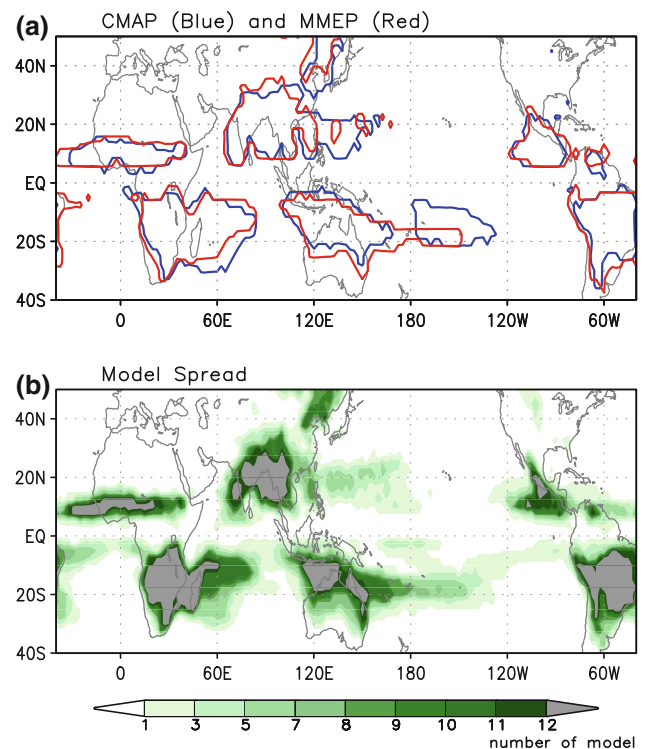 (a) CMAP (Blue) and MMEP (Red)
40N
20N
EQ
20S
40S
0 60E 120E 180 120W 60W
(b) Model Spread
40N
20N
EQ
20S
40S
0 60E 120E 180 120W 60W
1 3 5 7 8 9 10 11 12
number of model